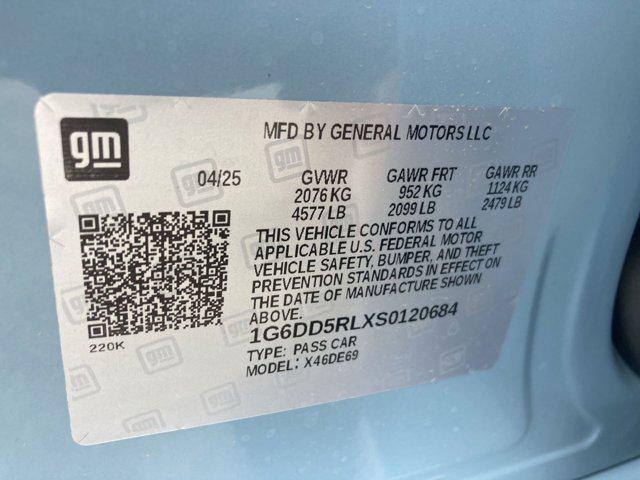 gm
MFD BY GENERAL MOTORS LLC
04/25 GVWR GAWR FRT GAWR RR
2076 KG 952 KG 1124 KG
4577 LB 2099 LB 2479 LB
THIS VEHICLE CONFORMS TO ALL
APPLICABLE U.S. FEDERAL MOTOR
VEHICLE SAFETY, BUMPER, AND THEFT
PREVENTION STANDARDS IN EFFECT ON
THE DATE OF MANUFACTURE SHOWN
ABOVE.
220K
1G6DD5RLXS0120684
TYPE: PASS CAR
MODEL: X46DE69